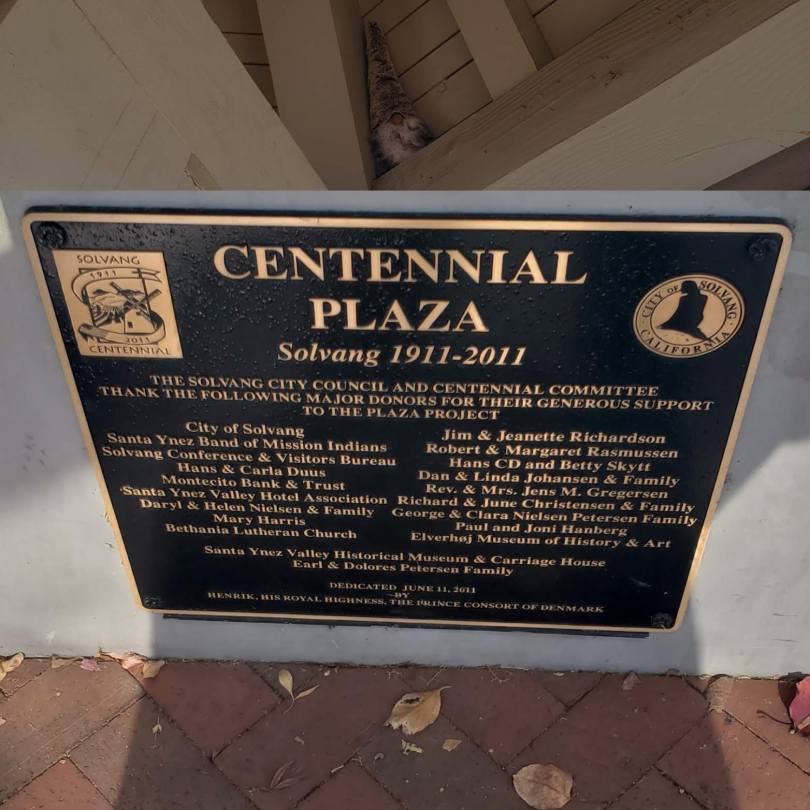 SOLVANG
1911
2011
CENTENNIAL
CENTENNIAL
PLAZA
Solvang 1911-2011
CITY OF SOLVANG
CALIFORNIA
THE SOLVANG CITY COUNCIL AND CENTENNIAL COMMITTEE
THANK THE FOLLOWING MAJOR DONORS FOR THEIR GENEROUS SUPPORT
TO THE PLAZA PROJECT
City of Solvang
Santa Ynez Band of Mission Indians
Solvang Conference & Visitors Bureau
Hans & Carla Duus
Montecito Bank & Trust
Santa Ynez Valley Hotel Association
Daryl & Helen Nielsen & Family
Mary Harris
Bethania Lutheran Church
Jim & Jeanette Richardson
Robert & Margaret Rasmussen
Hans CD and Betty Skytt
Dan & Linda Johansen & Family
Rev. & Mrs. Jens M. Gregersen
Richard & June Christensen & Family
George & Clara Nielsen Petersen Family
Paul and Joni Hanberg
Elverhøj Museum of History & Art
Santa Ynez Valley Historical Museum & Carriage House
Earl & Dolores Petersen Family
DEDICATED JUNE 11, 2011
BY
HENRIK, HIS ROYAL HIGHNESS, THE PRINCE CONSORT OF DENMARK